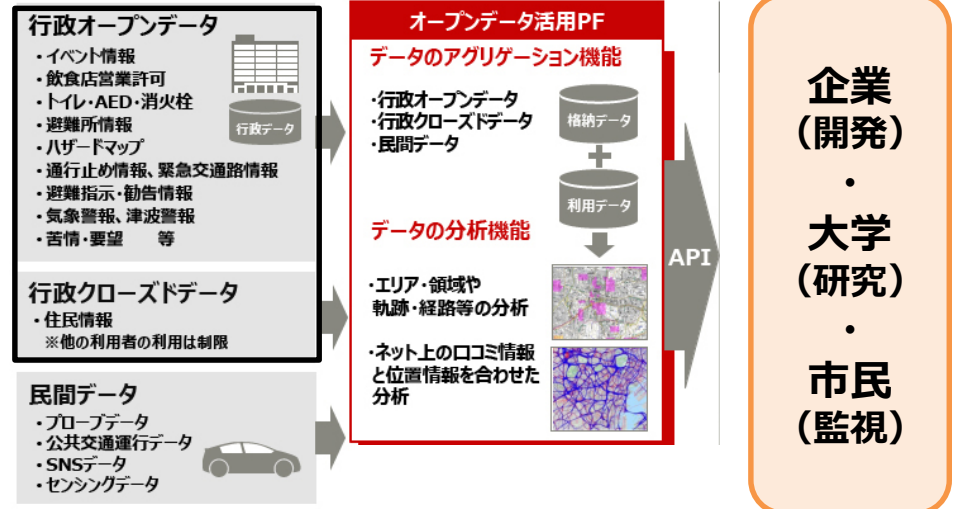 行政オープンデータ
・イベント情報
・飲食店営業許可
・トイレ・AED・消火栓
・避難所情報
・ハザードマップ
・通行止め情報、緊急交通路情報
・避難指示・勧告情報
・気象警報、津波警報
・苦情・要望　等
行政データ
行政クローズドデータ
・住民情報
※他の利用者の利用は制限
民間データ
・プローブデータ
・公共交通運行データ
・SNSデータ
・センシングデータ
オープンデータ活用PF
データのアグリゲーション機能
・行政オープンデータ
・行政クローズドデータ
・民間データ
格納データ
利用データ
データの分析機能
・エリア・領域や
軌跡・経路等の分析
・ネット上の口コミ情報
と位置情報を合わせた
分析
API
企業
（開発）
・
大学
（研究）
・
市民
（監視）